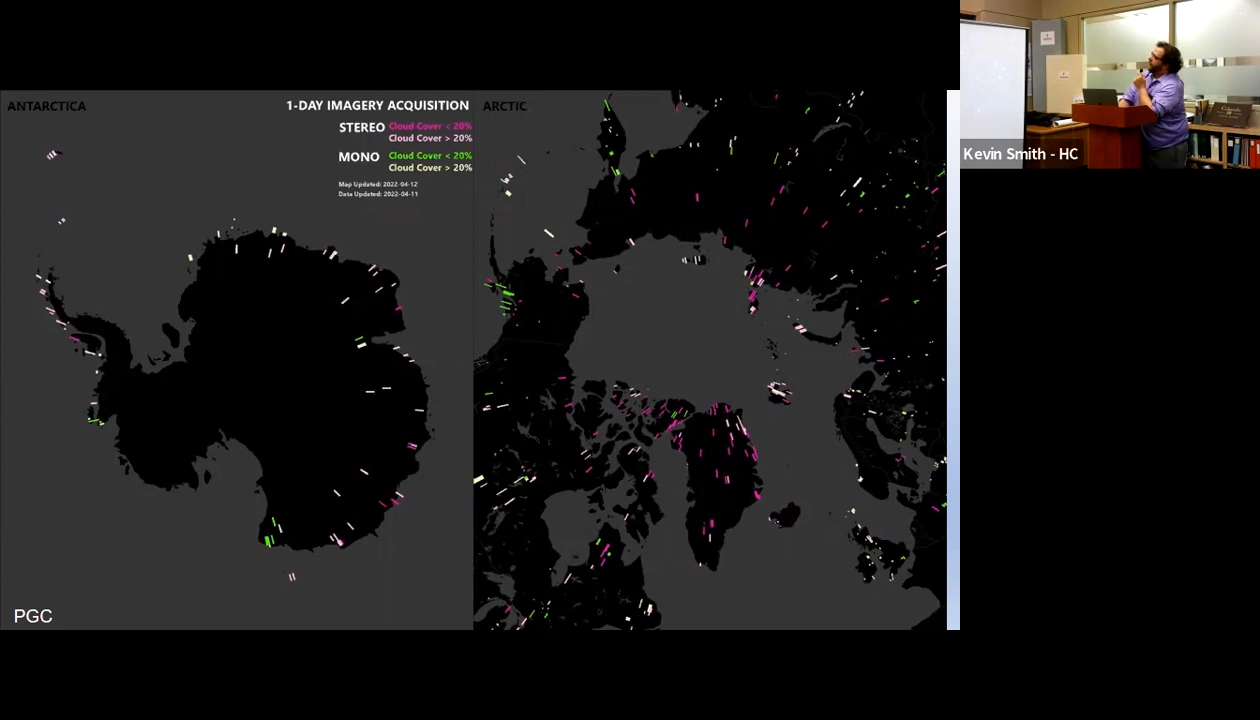 ANTARCTICA
1-DAY IMAGERY ACQUISITION
STEREO Cloud Cover < 20%
Cloud Cover > 20%
MONO Cloud Cover < 20%
Cloud Cover > 20%
Map Updated: 2022-04-12
Data Updated: 2022-04-11
ARCTIC
PGC
Kevin Smith - HC